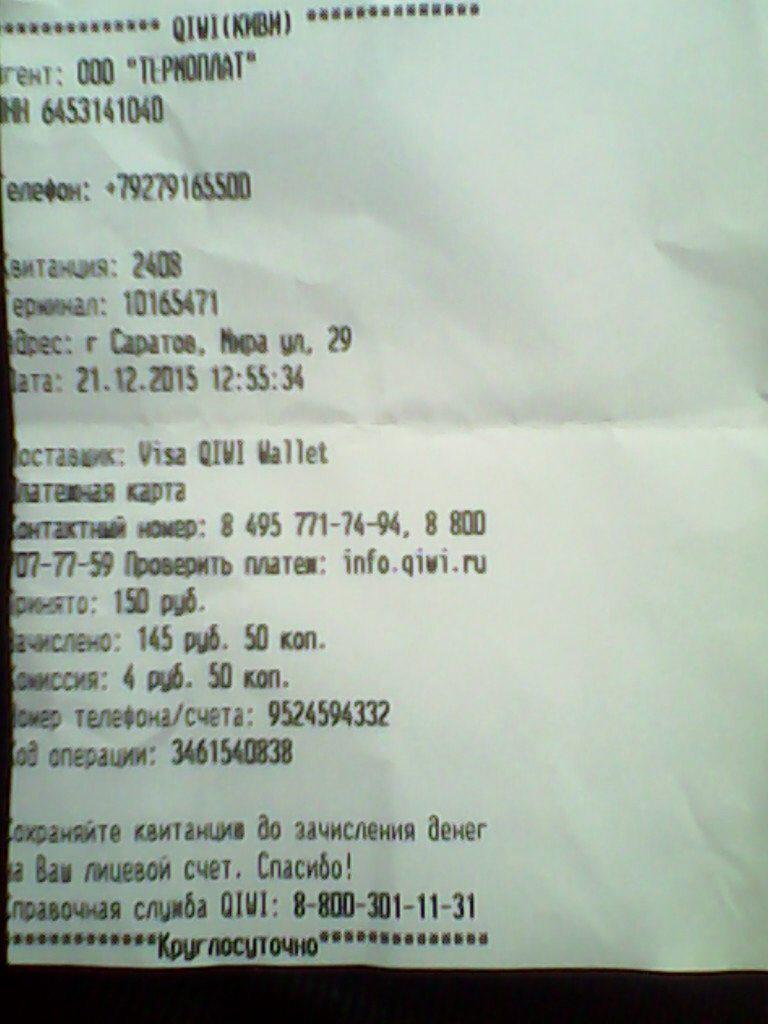 ************* QIWI(КИВИ) **************
гент: ООО "ТЕРМОПЛАТ"
НН 6453141040
елефон: +79279165500
витанция: 2408
ерминал: 10165471
дрес: г Саратов, Мира ул, 29
ата: 21.12.2015 12:55:34
оставщик: Visa QIWI Wallet
латежная карта
онтактный номер: 8 495 771-74-94, 8 800
707-77-59 Проверить платеж: info.qiwi.ru
ринято: 150 руб.
ачислено: 145 руб. 50 коп.
омиссия: 4 руб. 50 коп.
омер телефона/счета: 9524594332
од операции: 3461540838
охраняйте квитанцию до зачисления денег
на Ваш лицевой счет. Спасибо!
правочная служба QIWI: 8-800-301-11-31
************Круглосуточно**************